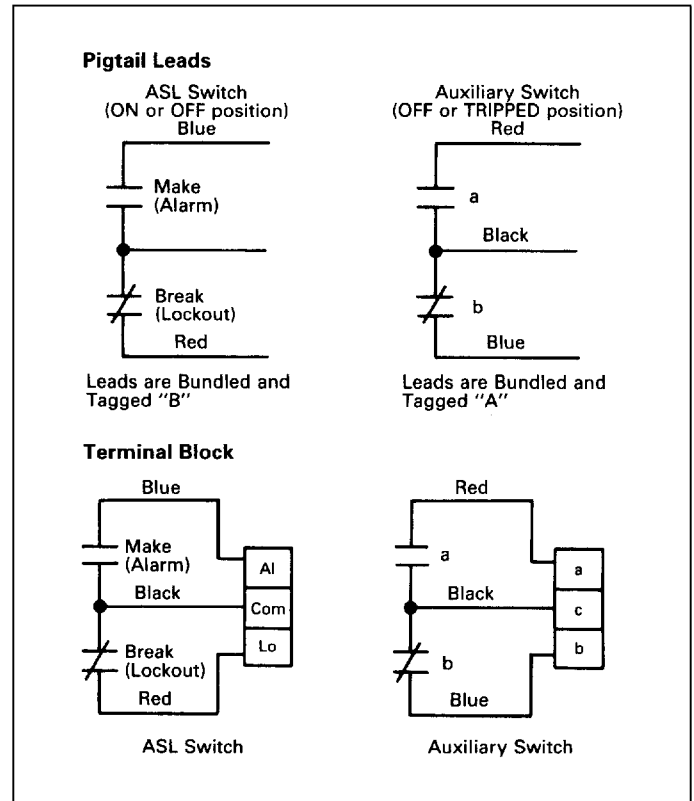 Pigtail Leads
ASL Switch
(ON or OFF position)
Blue
Make
(Alarm)
Break
(Lockout)
Red
Leads are Bundled and
Tagged "B"
Auxiliary Switch
(OFF or TRIPPED position)
Red
a
Black
b
Blue
Leads are Bundled and
Tagged "A"
Terminal Block
Blue
Make
(Alarm)
Al
Black
Com
Lo
Break
(Lockout)
Red
ASL Switch
Red
a
a
Black
c
b
b
Blue
Auxiliary Switch